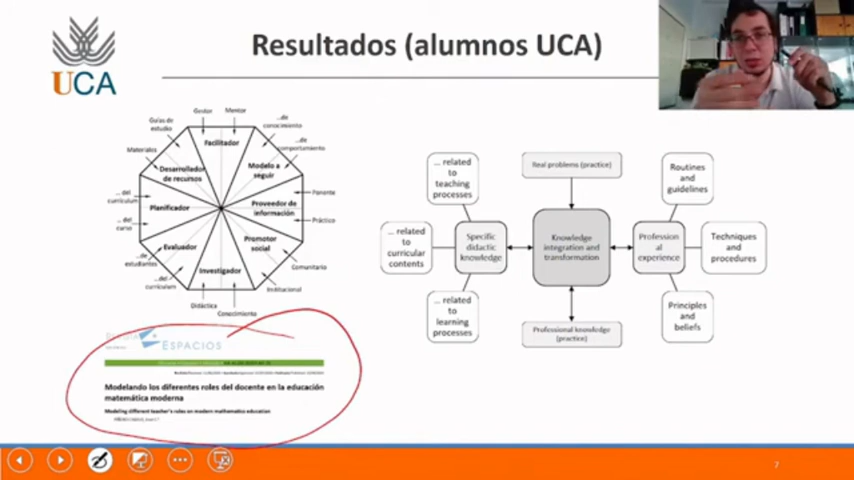 UCA
Resultados (alumnos UCA)
Gestor
Mentor
Guías de
estudio
...de
conocimiento
...de
comportamiento
Materiales
Facilitador
Modelo a
seguir
Desarrollador
de recursos
... del
currículum
Ponente
Planificador
Proveedor de
información
Práctico
... del
curso
Evaluador
Promotor
social
...de
estudiantes
Comunitario
... del
currículum
Investigador
Institucional
Didáctica
Conocimiento
... related
to
teaching
processes
Real problems (practice)
Routines
and
guidelines
... related
to
curricular
contents
Specific
didactic
knowledge
Knowledge
integration and
transformation
Profession
al
experience
Techniques
and
procedures
... related
to
learning
processes
Professional knowledge
(practice)
Principles
and
beliefs
ESPACIOS
Modelando los diferentes roles del docente en la educación
matemática moderna
Modeling different teacher's roles on modern mathematics education
7